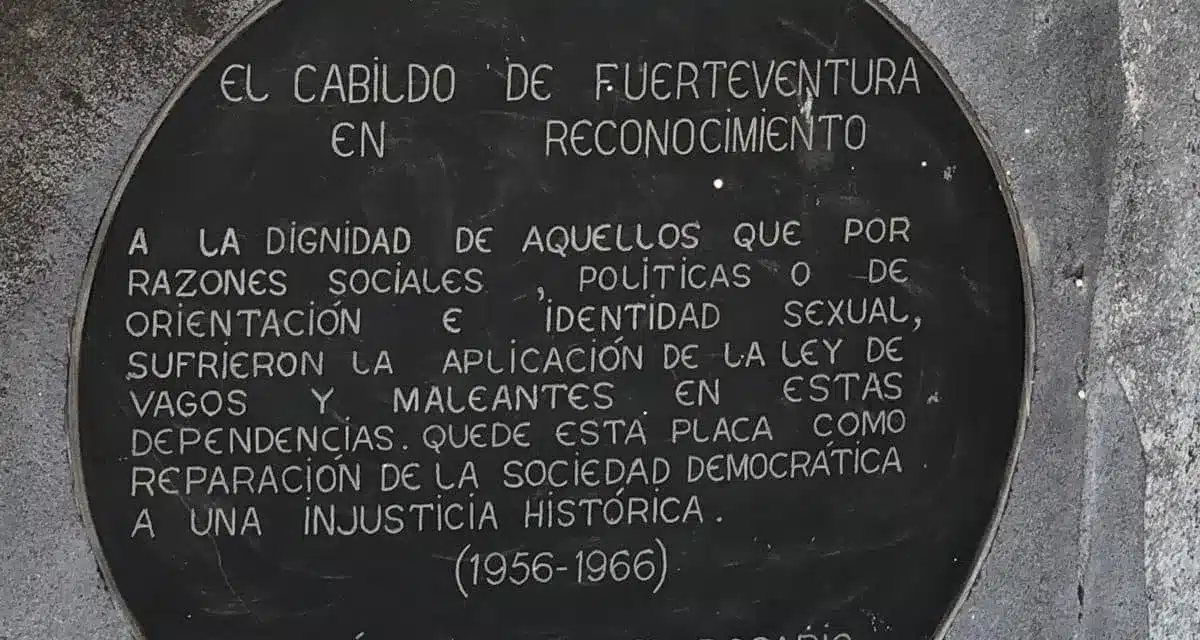 EL CABILDO DE FUERTEVENTURA
EN RECONOCIMIENTO
A LA DIGNIDAD DE AQUELLOS QUE POR
RAZONES SOCIALES , POLÍTICAS O DE
ORIENTACIÓN E IDENTIDAD SEXUAL,
SUFRIERON LA APLICACIÓN DE LA LEY DE
VAGOS Y MALEANTES EN ESTAS
DEPENDENCIAS. QUEDE ESTA PLACA COMO
REPARACIÓN DE LA SOCIEDAD DEMOCRÁTICA
A UNA INJUSTICIA HISTÓRICA.
(1956-1966)